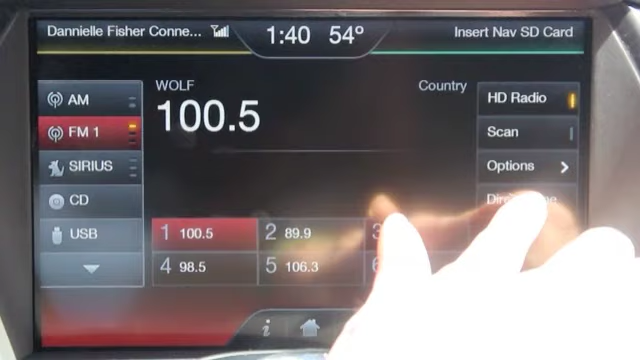 Dannielle Fisher Conne...
1:40 54°
Insert Nav SD Card
AM
FM 1
SIRIUS
CD
USB
WOLF
Country
100.5
HD Radio
Scan
Options
1 100.5
2 89.9
3
4 98.5
5 106.3